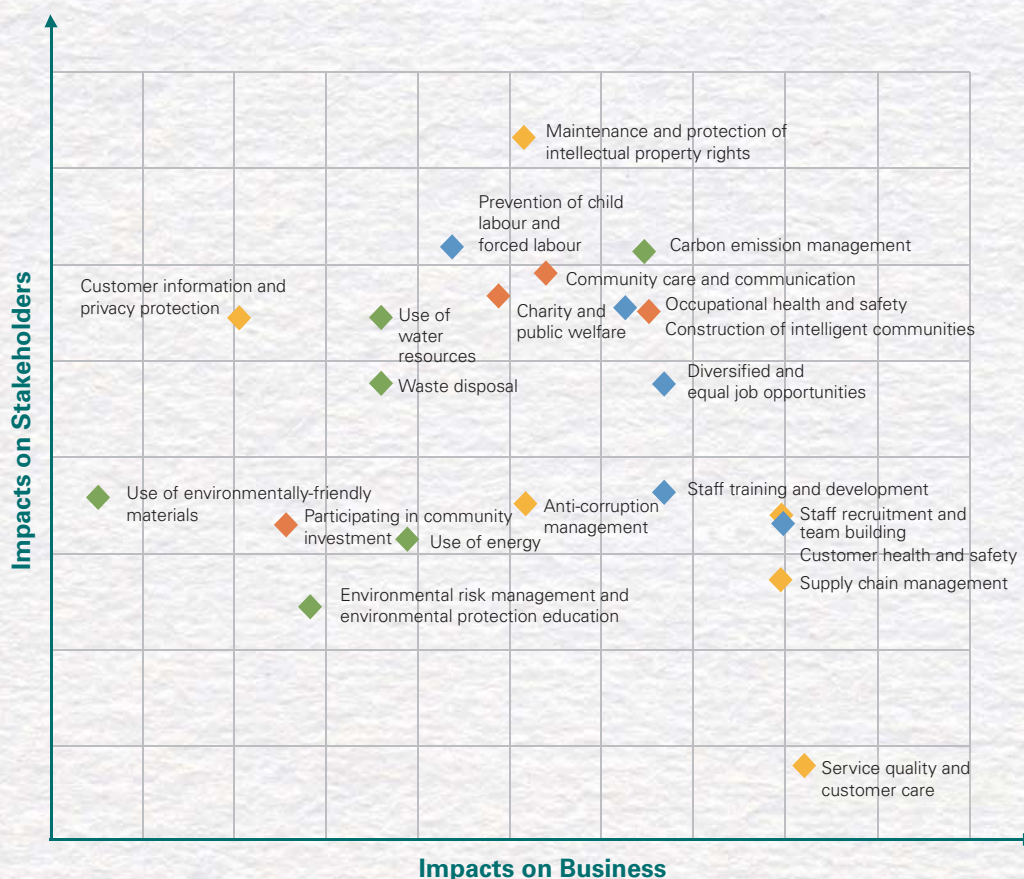 Maintenance and protection of
intellectual property rights
Prevention of child
labour and
forced labour
Carbon emission management
Community care and communication
Customer information and
privacy protection
Use of
water
resources
Charity and
public welfare
Occupational health and safety
Construction of intelligent communities
Waste disposal
Diversified and
equal job opportunities
Use of environmentally-friendly
materials
Participating in community
investment
Use of energy
Anti-corruption
management
Staff training and development
Staff recruitment and
team building
Customer health and safety
Supply chain management
Environmental risk management and
environmental protection education
Service quality and
customer care
Impacts on Stakeholders
Impacts on Business